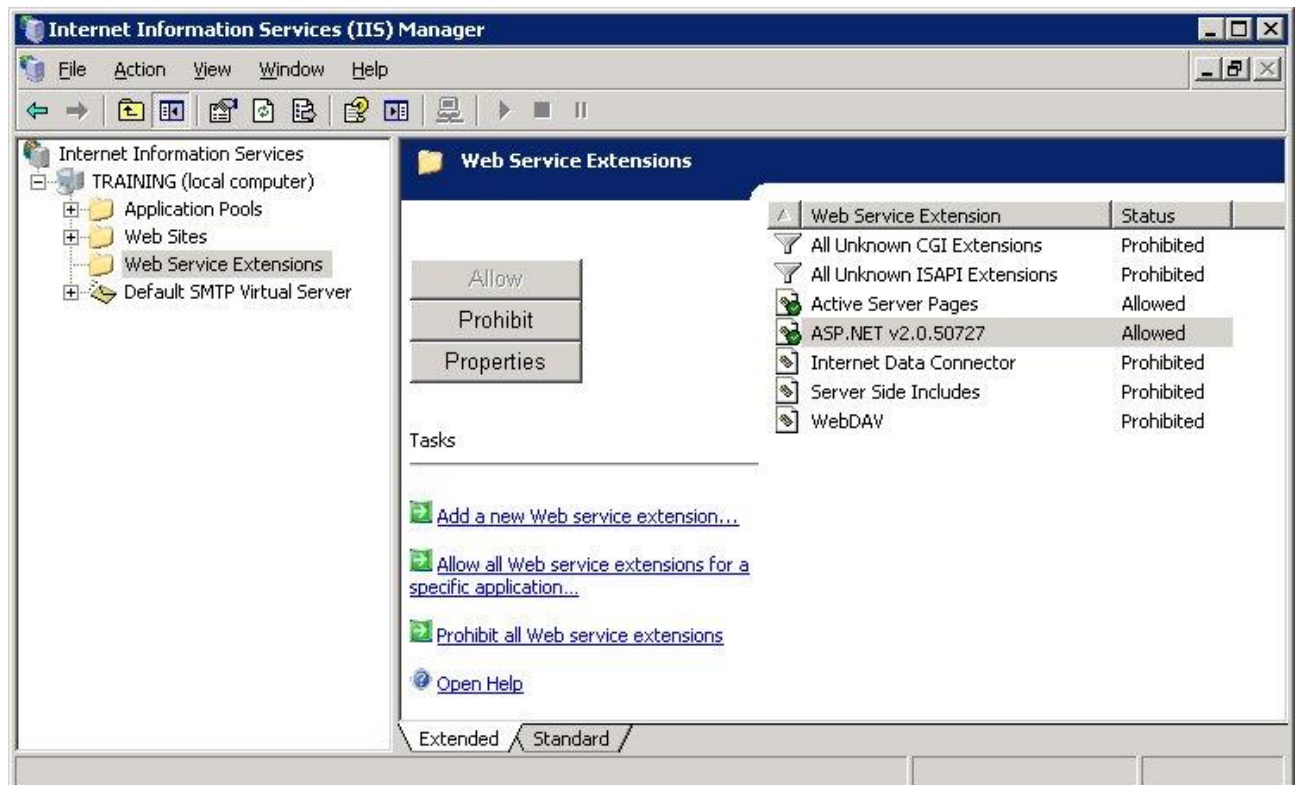 Internet Information Services (IIS) Manager
File Action View Window Help
Internet Information Services
TRAINING (local computer)
Application Pools
Web Sites
Web Service Extensions
Default SMTP Virtual Server
Web Service Extensions
Allow
Prohibit
Properties
Tasks
Add a new Web service extension...
Allow all Web service extensions for a
specific application...
Prohibit all Web service extensions
Open Help
Web Service Extension Status
All Unknown CGI Extensions Prohibited
All Unknown ISAPI Extensions Prohibited
Active Server Pages Allowed
ASP.NET v2.0.50727 Allowed
Internet Data Connector Prohibited
Server Side Includes Prohibited
WebDAV Prohibited
Extended Standard